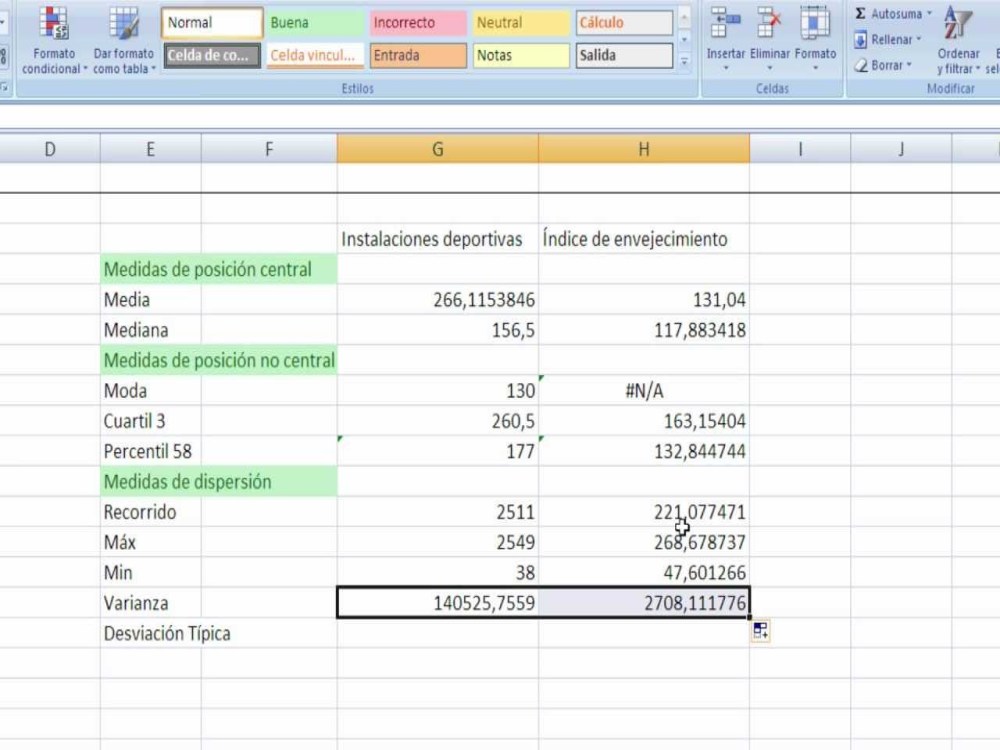 Normal Buena Incorrecto Neutral Cálculo
Celda de co... Celda vincul... Entrada Notas Salida
Formato condicional
Dar formato como tabla
Insertar Eliminar Formato
Σ Autosuma
Rellenar
Borrar
Ordenar y filtrar
Estilos Celdas Modificar
D E F G H I J
Instalaciones deportivas Índice de envejecimiento
Medidas de posición central
Media 266,1153846 131,04
Mediana 156,5 117,883418
Medidas de posición no central
Moda 130 #N/A
Cuartil 3 260,5 163,15404
Percentil 58 177 132,844744
Medidas de dispersión
Recorrido 2511 221,077471
Máx 2549 268,678737
Min 38 47,601266
Varianza 140525,7559 2708,111776
Desviación Típica